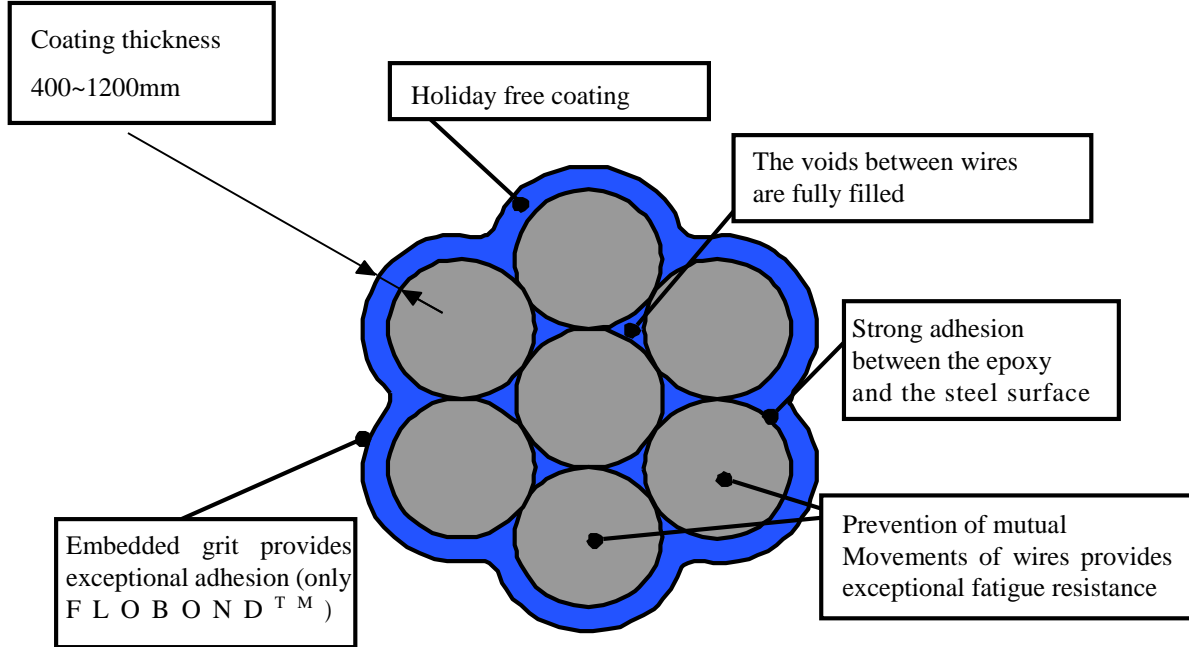 Coating thickness
400~1200mm
Holiday free coating
The voids between wires
are fully filled
Strong adhesion
between the epoxy
and the steel surface
Prevention of mutual
Movements of wires provides
exceptional fatigue resistance
Embedded grit provides
exceptional adhesion (only
FLOBOND™)